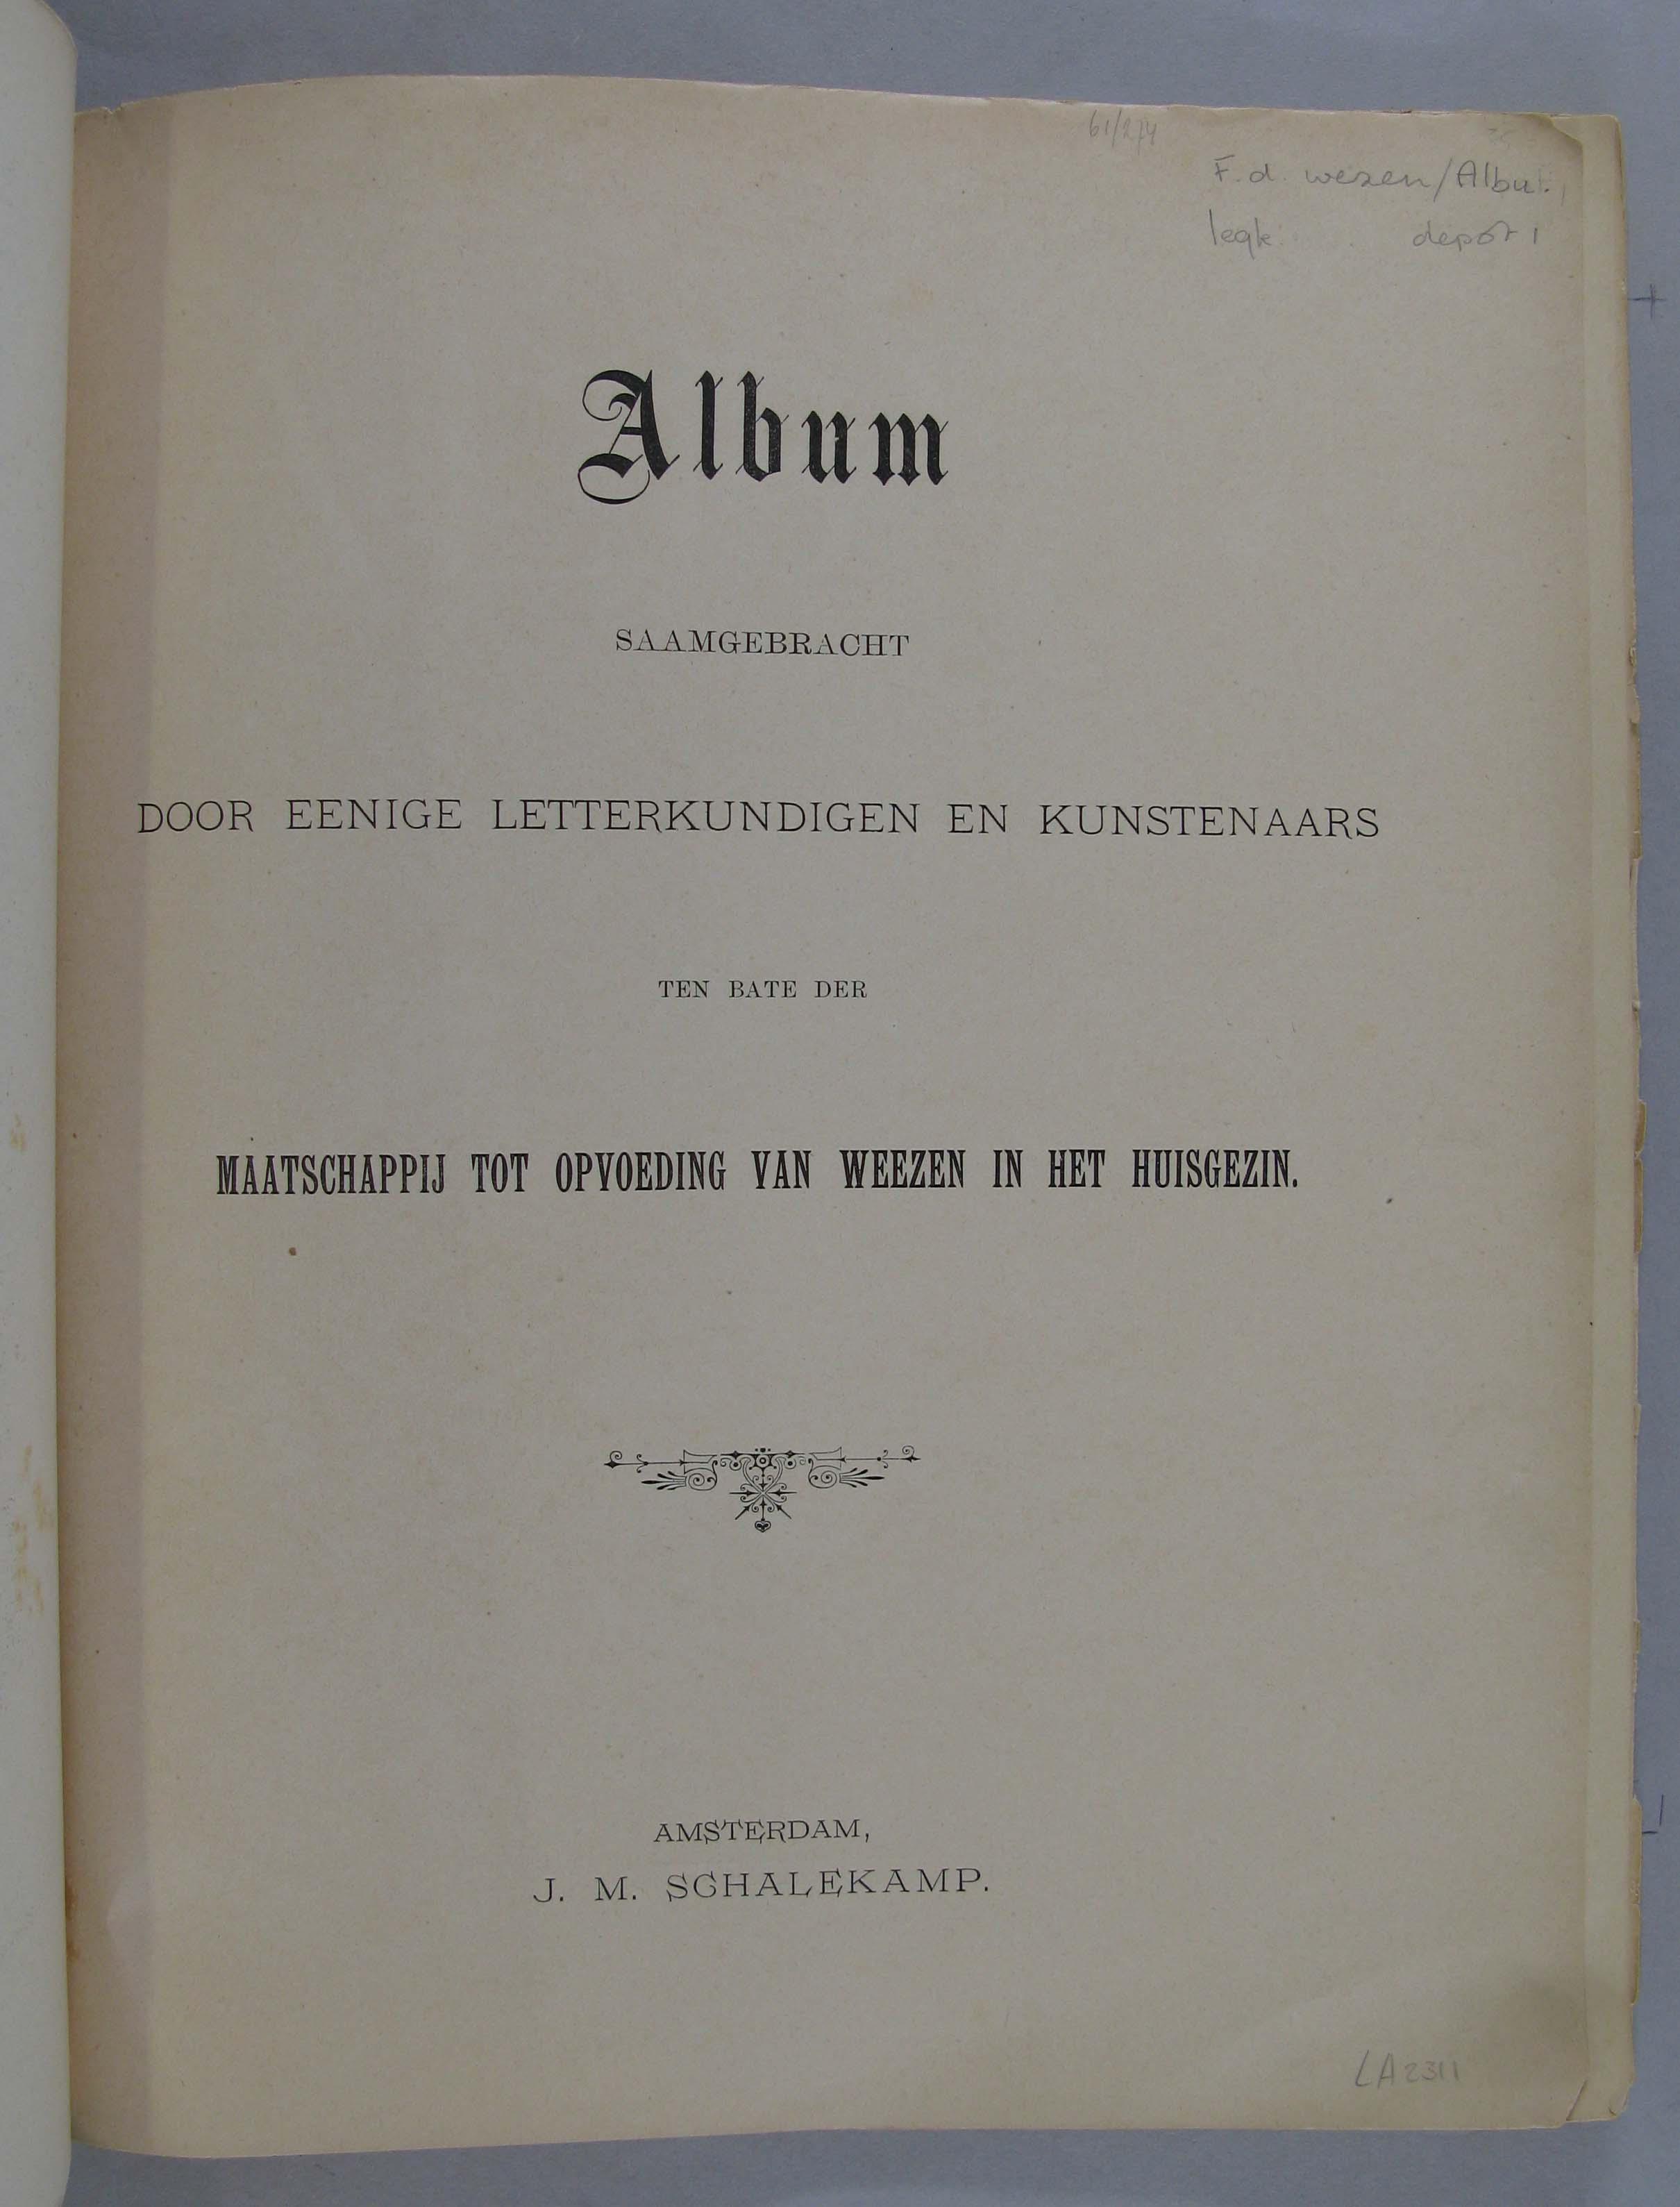 61/274
F. d. wezen/Album
legk. depot 1
Album
SAAMGEBRACHT
DOOR EENIGE LETTERKUNDIGEN EN KUNSTENAARS
TEN BATE DER
MAATSCHAPPIJ TOT OPVOEDING VAN WEEZEN IN HET HUISGEZIN.
AMSTERDAM,
J. M. SCHALEKAMP.
LA2311